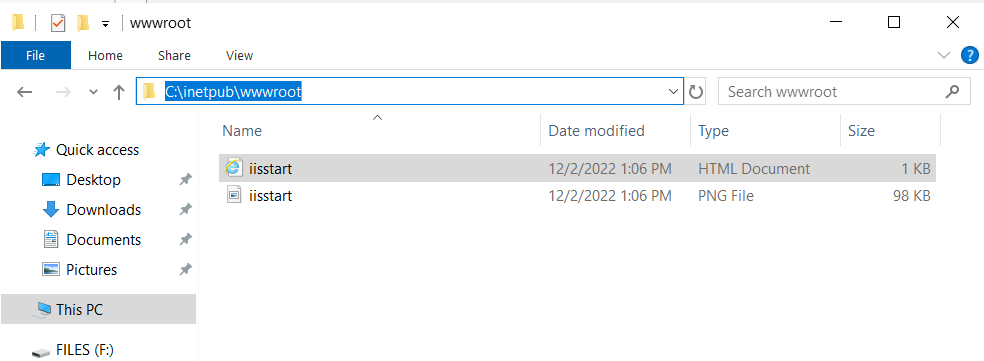 wwwroot
File Home Share View
C:\inetpub\wwwroot Search wwwroot
Name Date modified Type Size
Quick access
iisstart 12/2/2022 1:06 PM HTML Document 1 KB
Desktop
iisstart 12/2/2022 1:06 PM PNG File 98 KB
Downloads
Documents
Pictures
This PC
FILES (F:)